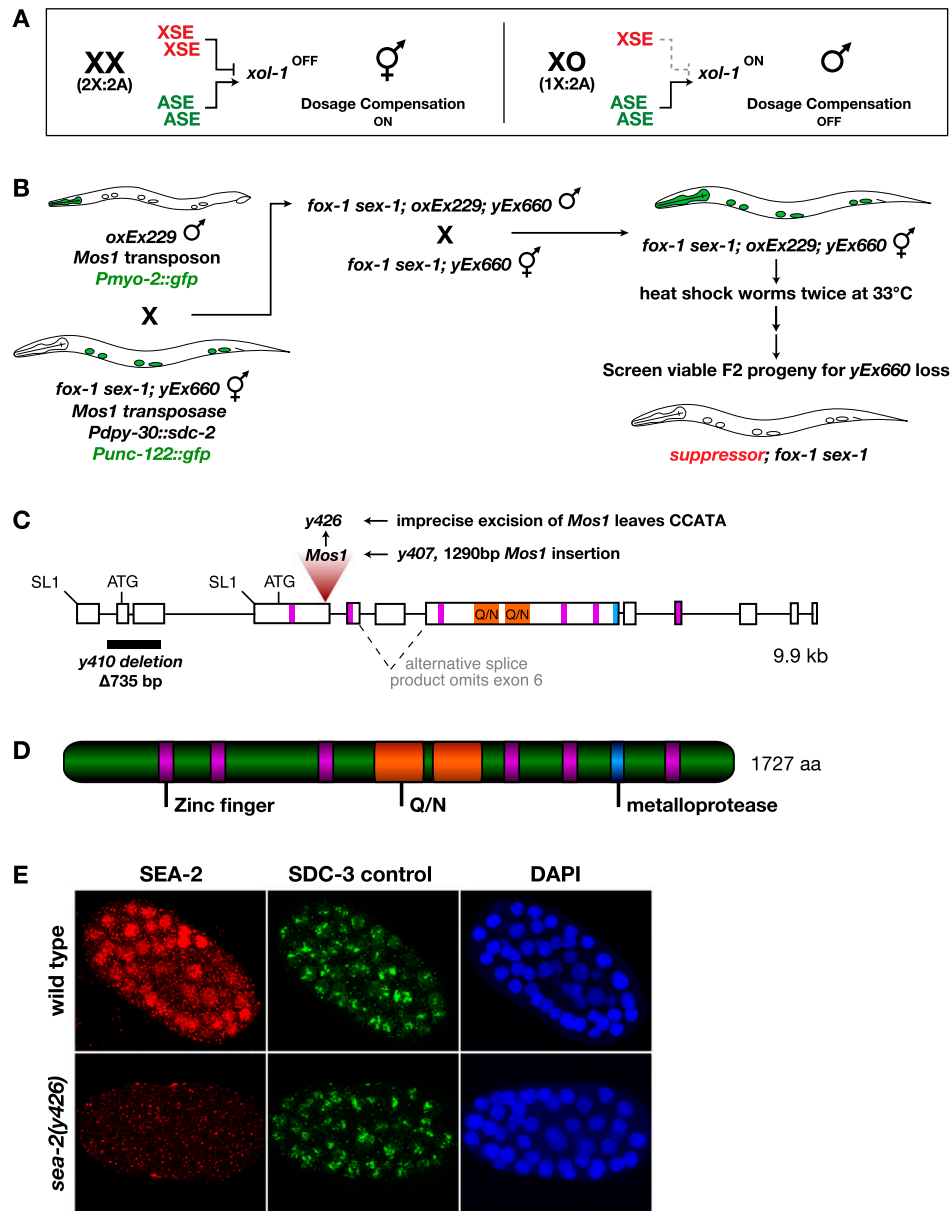 A
XX
(2X:2A)
XSE
XSE
ASE
ASE
xol-1 OFF
⚥
Dosage Compensation
ON
XO
(1X:2A)
XSE
ASE
ASE
xol-1 ON
♂
Dosage Compensation
OFF
B
oxEx229 ♂
Mos1 transposon
Pmyo-2::gfp
X
fox-1 sex-1; yEx660 ⚥
Mos1 transposase
Pdpy-30::sdc-2
Punc-122::gfp
fox-1 sex-1; oxEx229; yEx660 ♂
X
fox-1 sex-1; yEx660 ⚥
fox-1 sex-1; oxEx229; yEx660 ⚥
heat shock worms twice at 33°C
Screen viable F2 progeny for yEx660 loss
suppressor; fox-1 sex-1
C
y426 imprecise excision of Mos1 leaves CCATA
Mos1 y407, 1290bp Mos1 insertion
SL1
ATG
SL1
ATG
Q/N Q/N
y410 deletion
Δ735 bp
alternative splice
product omits exon 6
9.9 kb
D
1727 aa
Zinc finger
Q/N
metalloprotease
E
SEA-2
SDC-3 control
DAPI
wild type
sea-2(y426)